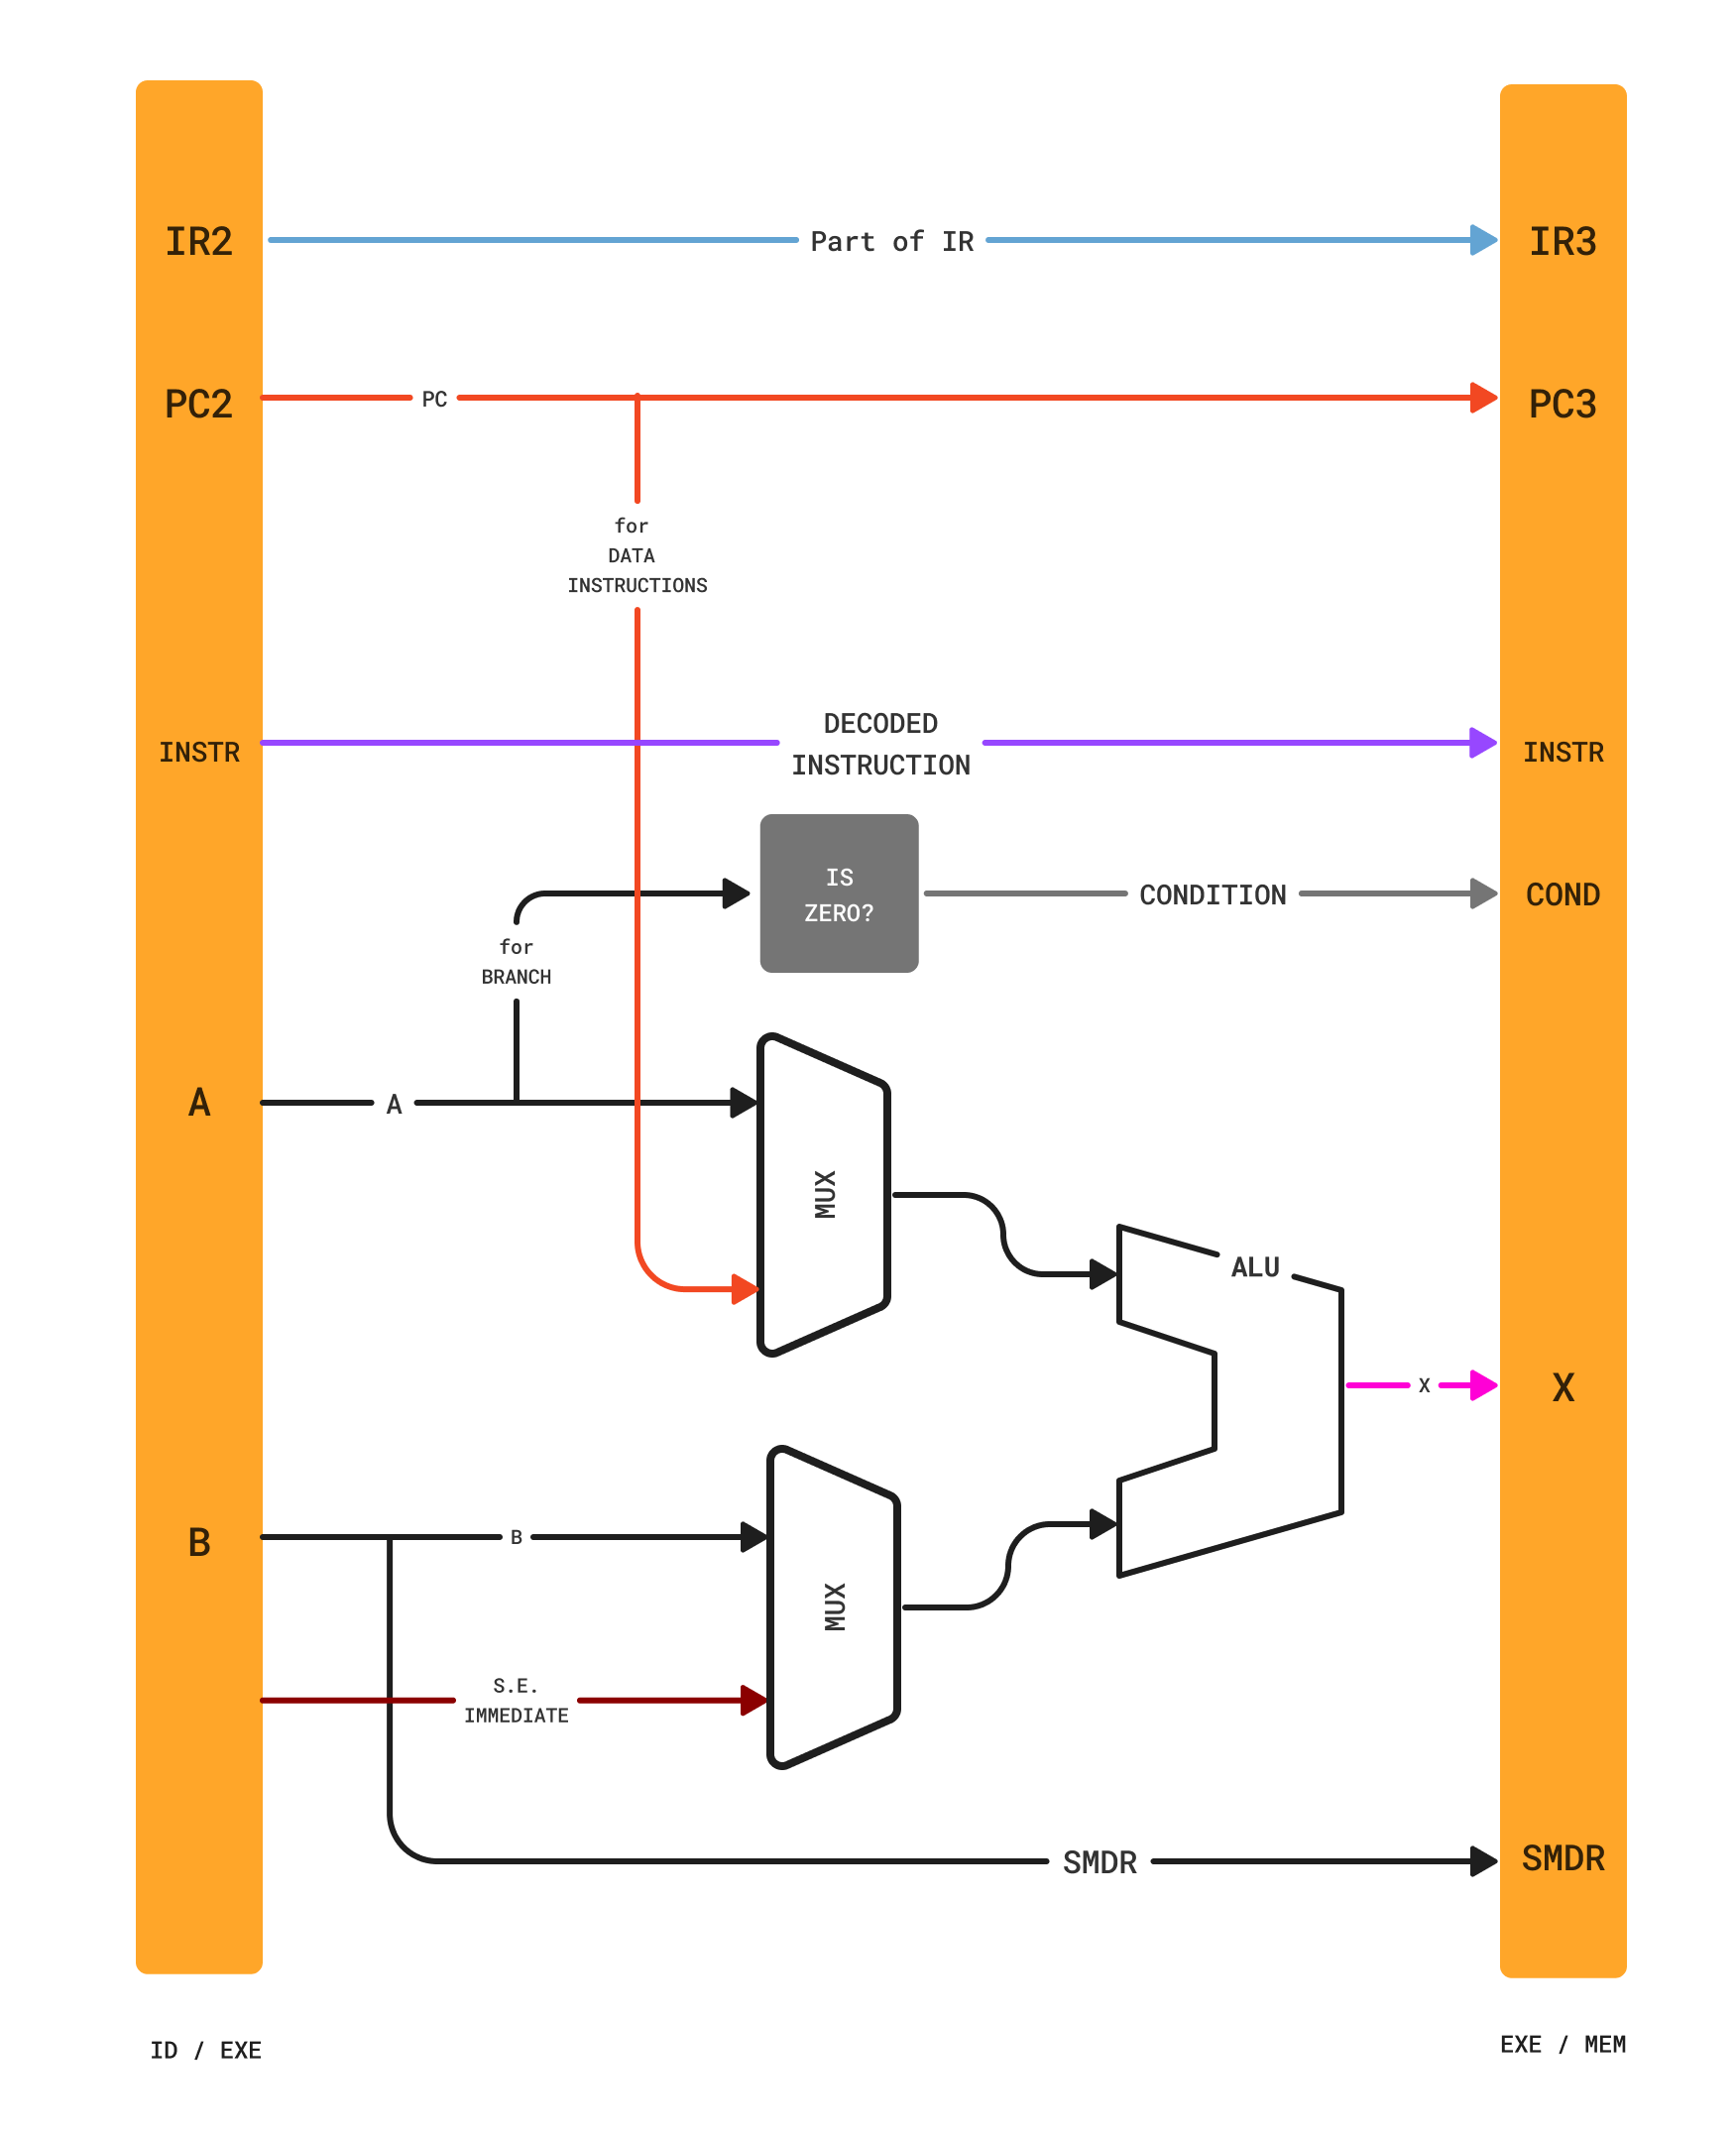 IR2
Part of IR
IR3
PC2
PC
PC3
for
DATA
INSTRUCTIONS
INSTR
DECODED
INSTRUCTION
INSTR
IS
ZERO?
CONDITION
COND
for
BRANCH
A
A
MUX
ALU
X
X
B
B
MUX
S.E.
IMMEDIATE
SMDR
SMDR
ID / EXE
EXE / MEM